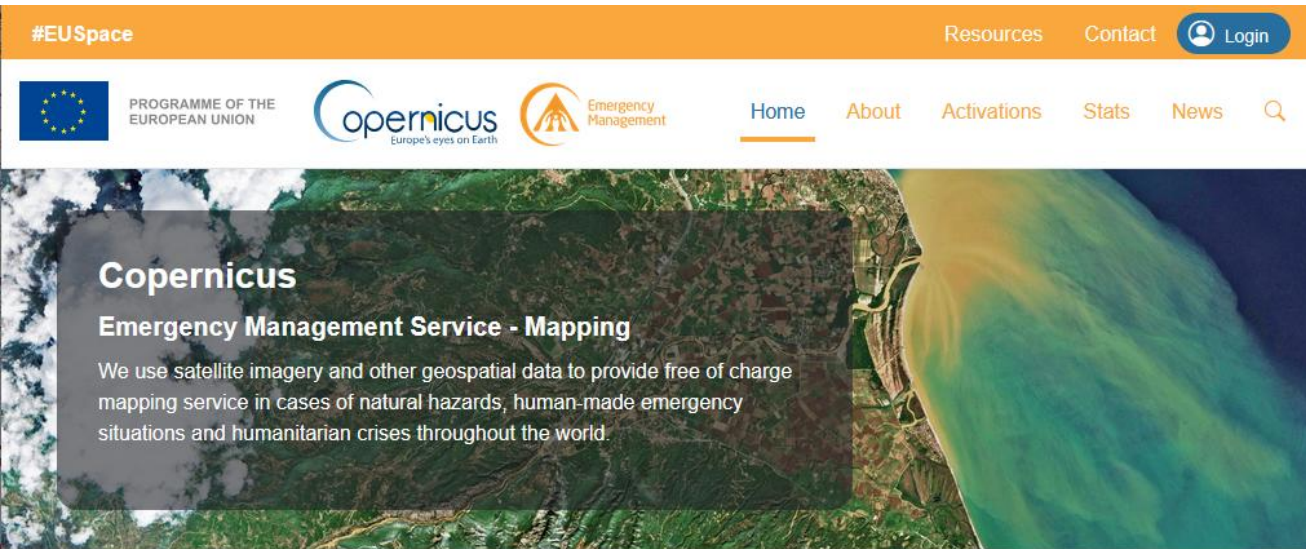 #EUSpace
Resources
Contact
Login
PROGRAMME OF THE
EUROPEAN UNION
Copernicus
Europe's eyes on Earth
Emergency
Management
Home
About
Activations
Stats
News
Copernicus
Emergency Management Service - Mapping
We use satellite imagery and other geospatial data to provide free of charge
mapping service in cases of natural hazards, human-made emergency
situations and humanitarian crises throughout the world.